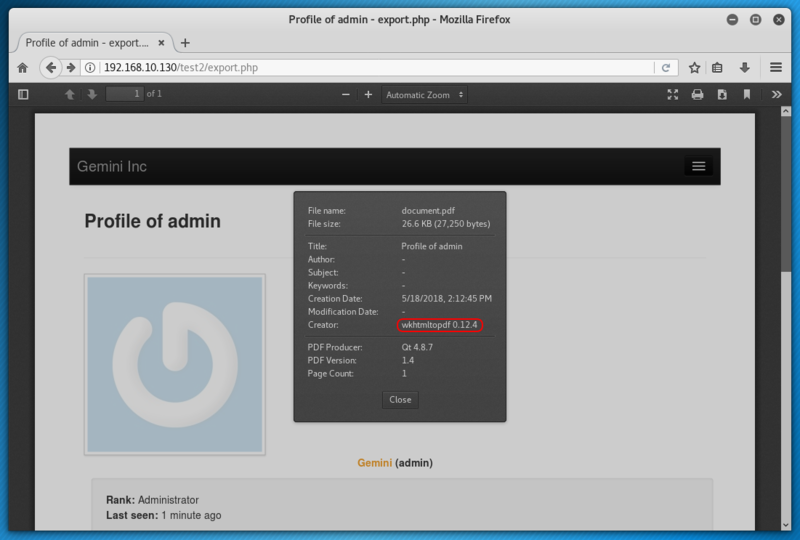 Profile of admin - export.php - Mozilla Firefox
Profile of admin - export....
192.168.10.130/test2/export.php
1 of 1
Automatic Zoom
Gemini Inc
Profile of admin
File name: document.pdf
File size: 26.6 KB (27,250 bytes)
Title: Profile of admin
Author: -
Subject: -
Keywords: -
Creation Date: 5/18/2018, 2:12:45 PM
Modification Date: -
Creator: wkhtmltopdf 0.12.4
PDF Producer: Qt 4.8.7
PDF Version: 1.4
Page Count: 1
Close
Gemini (admin)
Rank: Administrator
Last seen: 1 minute ago